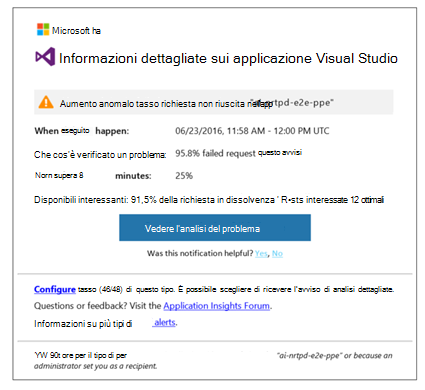 Microsoft ha
Informazioni dettagliate sui applicazione Visual Studio
Aumento anomalo tasso richiesta non riuscita "ai-nrtpd-e2e-ppe"
When eseguito happen: 06/23/2016, 11:58 AM - 12:00 PM UTC
Che cos'è verificato un problema: 95.8% failed request questo avvisi
Norn supera 8 minutes: 25%
Disponibili interessanti: 91,5% della richiesta in dissolvenza ' R•sts interessate 12 ottimali
Vedere l'analisi del problema
Was this notification helpful? Yes, No
Configure tasso (46/48) di questo tipo. È possibile scegliere di ricevere l'avviso di analisi dettagliate.
Questions or feedback? Visit the Application Insights Forum.
Informazioni su più tipi di alerts.
YW 90t ore per il tipo di per "ai-nrtpd-e2e-ppe" or because an
administrator set you as a recipient.